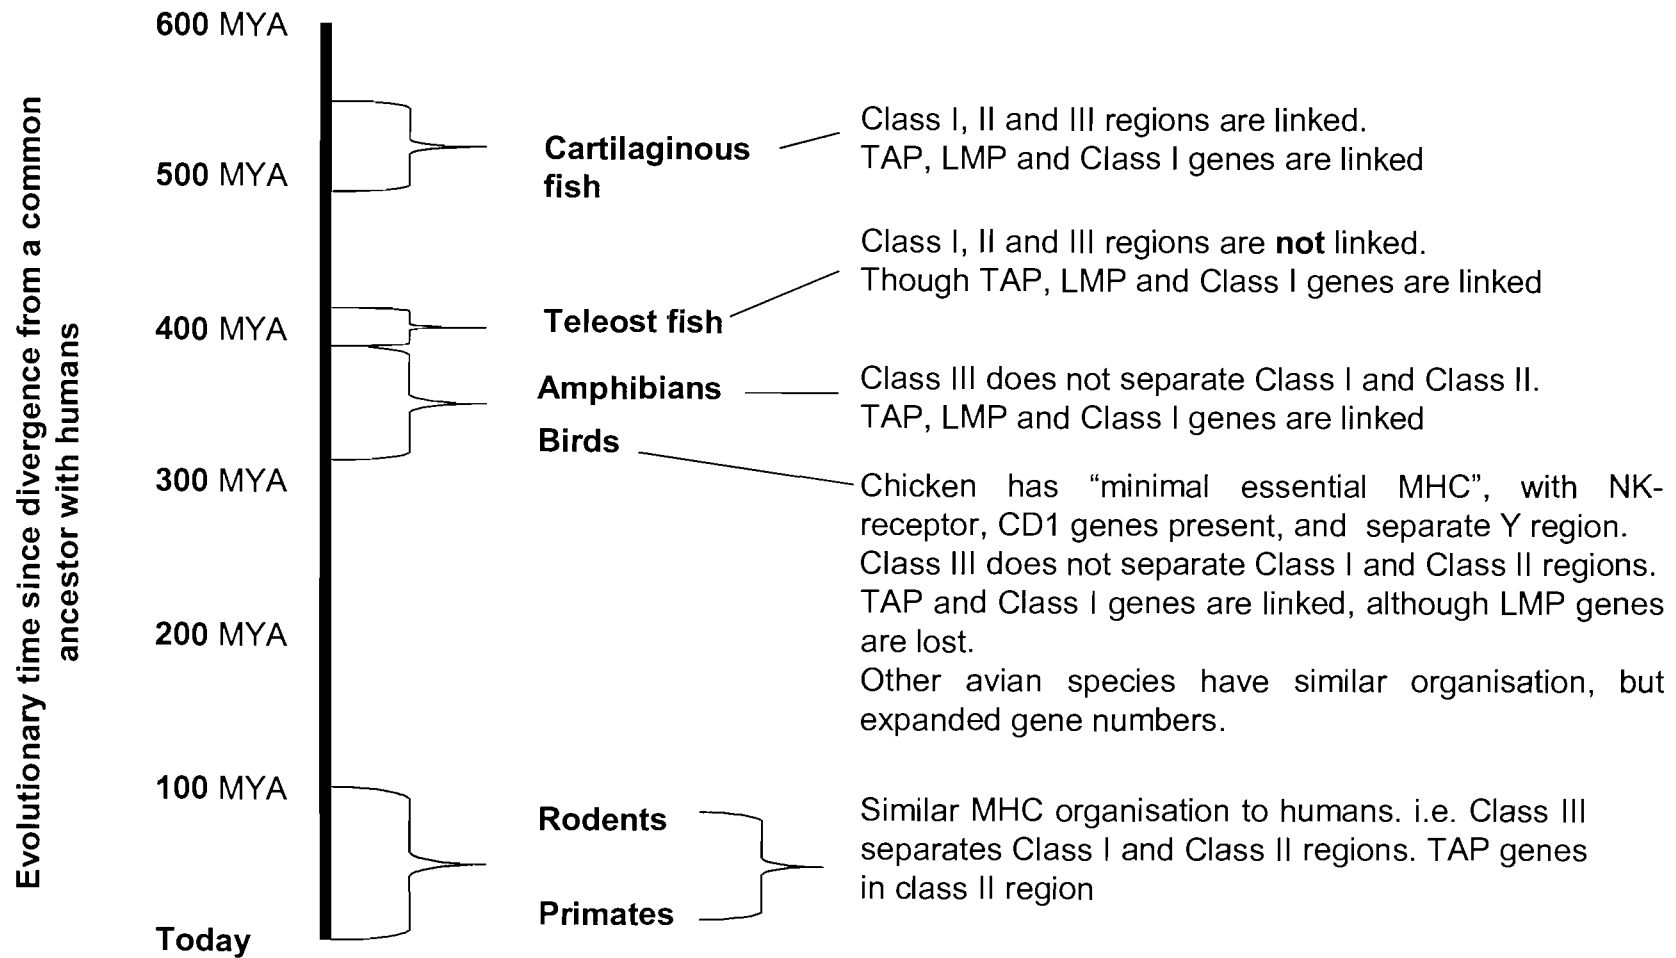 Evolutionary time since divergence from a common
ancestor with humans
600 MYA
500 MYA
400 MYA
300 MYA
200 MYA
100 MYA
Today
Cartilaginous
fish
Class I, II and III regions are linked.
TAP, LMP and Class I genes are linked
Teleost fish
Class I, II and III regions are not linked.
Though TAP, LMP and Class I genes are linked
Amphibians
Class III does not separate Class I and Class II.
TAP, LMP and Class I genes are linked
Birds
Chicken has “minimal essential MHC”, with NK-
receptor, CD1 genes present, and separate Y region.
Class III does not separate Class I and Class II regions.
TAP and Class I genes are linked, although LMP genes
are lost.
Other avian species have similar organisation, but
expanded gene numbers.
Rodents
Primates
Similar MHC organisation to humans. i.e. Class III
separates Class I and Class II regions. TAP genes
in class II region